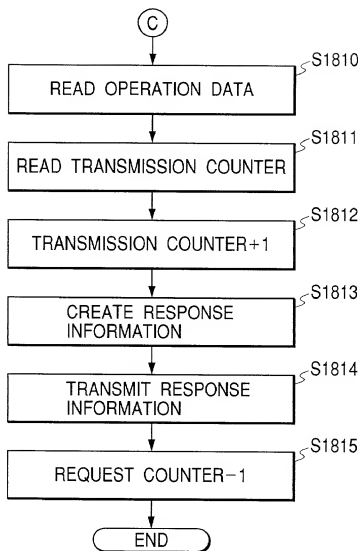 C
S1810
READ OPERATION DATA
S1811
READ TRANSMISSION COUNTER
S1812
TRANSMISSION COUNTER+1
S1813
CREATE RESPONSE
INFORMATION
S1814
TRANSMIT RESPONSE
INFORMATION
S1815
REQUEST COUNTER-1
END